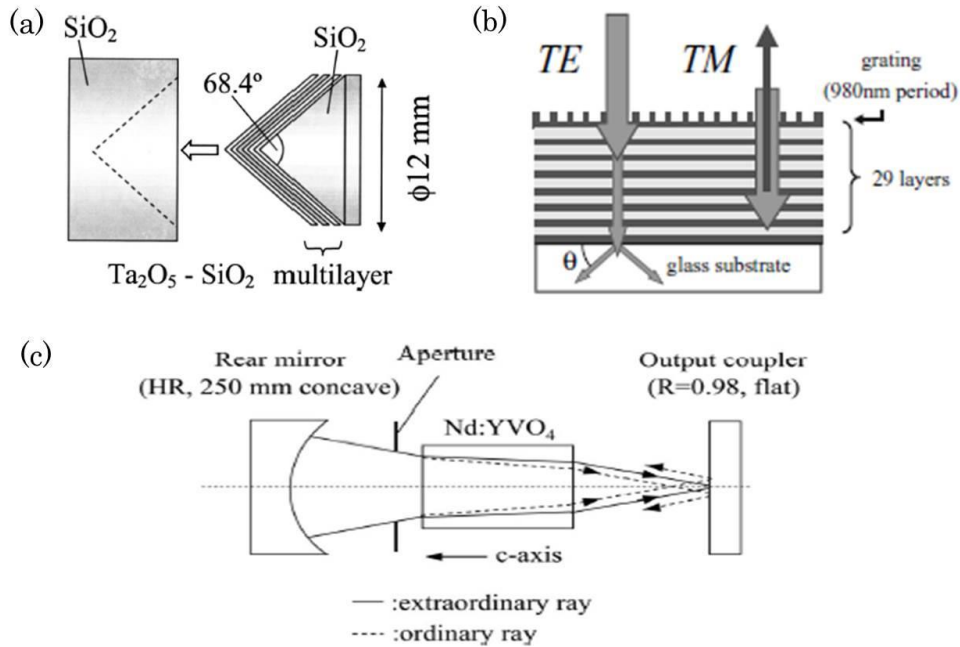 (a)
SiO2
SiO2
68.4º
ϕ12 mm
Ta2O5 - SiO2 multilayer
(b)
TE
TM
grating
(980nm period)
29 layers
θ
glass substrate
(c)
Rear mirror
(HR, 250 mm concave)
Aperture
Nd:YVO4
Output coupler
(R=0.98, flat)
c-axis
:extraordinary ray
:ordinary ray